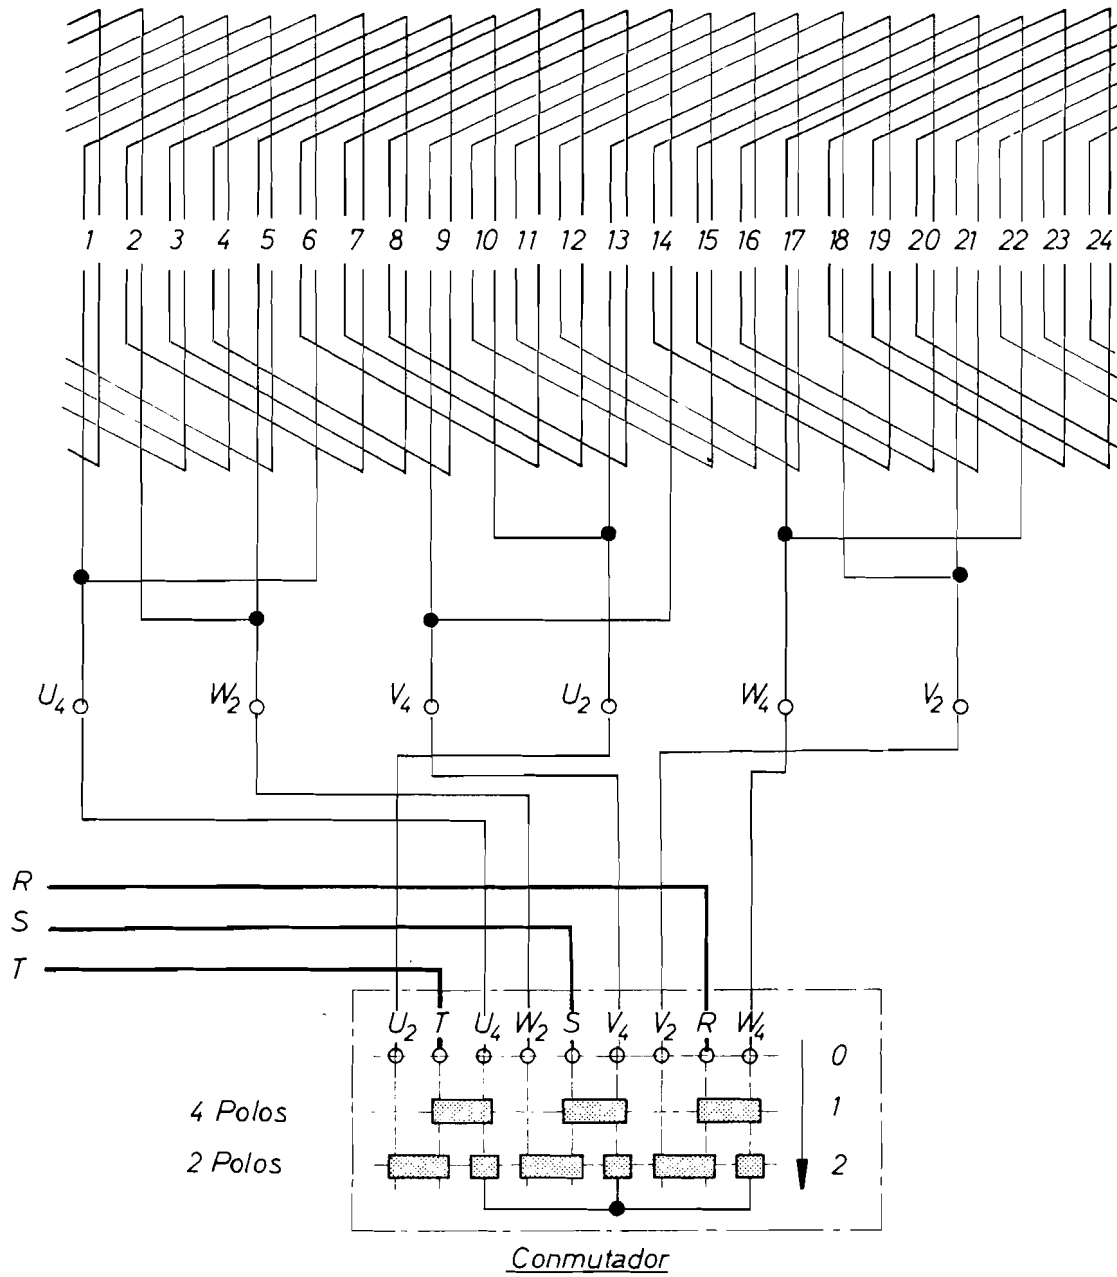 1 2 3 4 5 6 7 8 9 10 11 12 13 14 15 16 17 18 19 20 21 22 23 24
U4 W2 V4 U2 W4 V2
R
S
T
U2 T U4 W2 S V4 V2 R W4
0
4 Polos 1
2 Polos 2
Conmutador